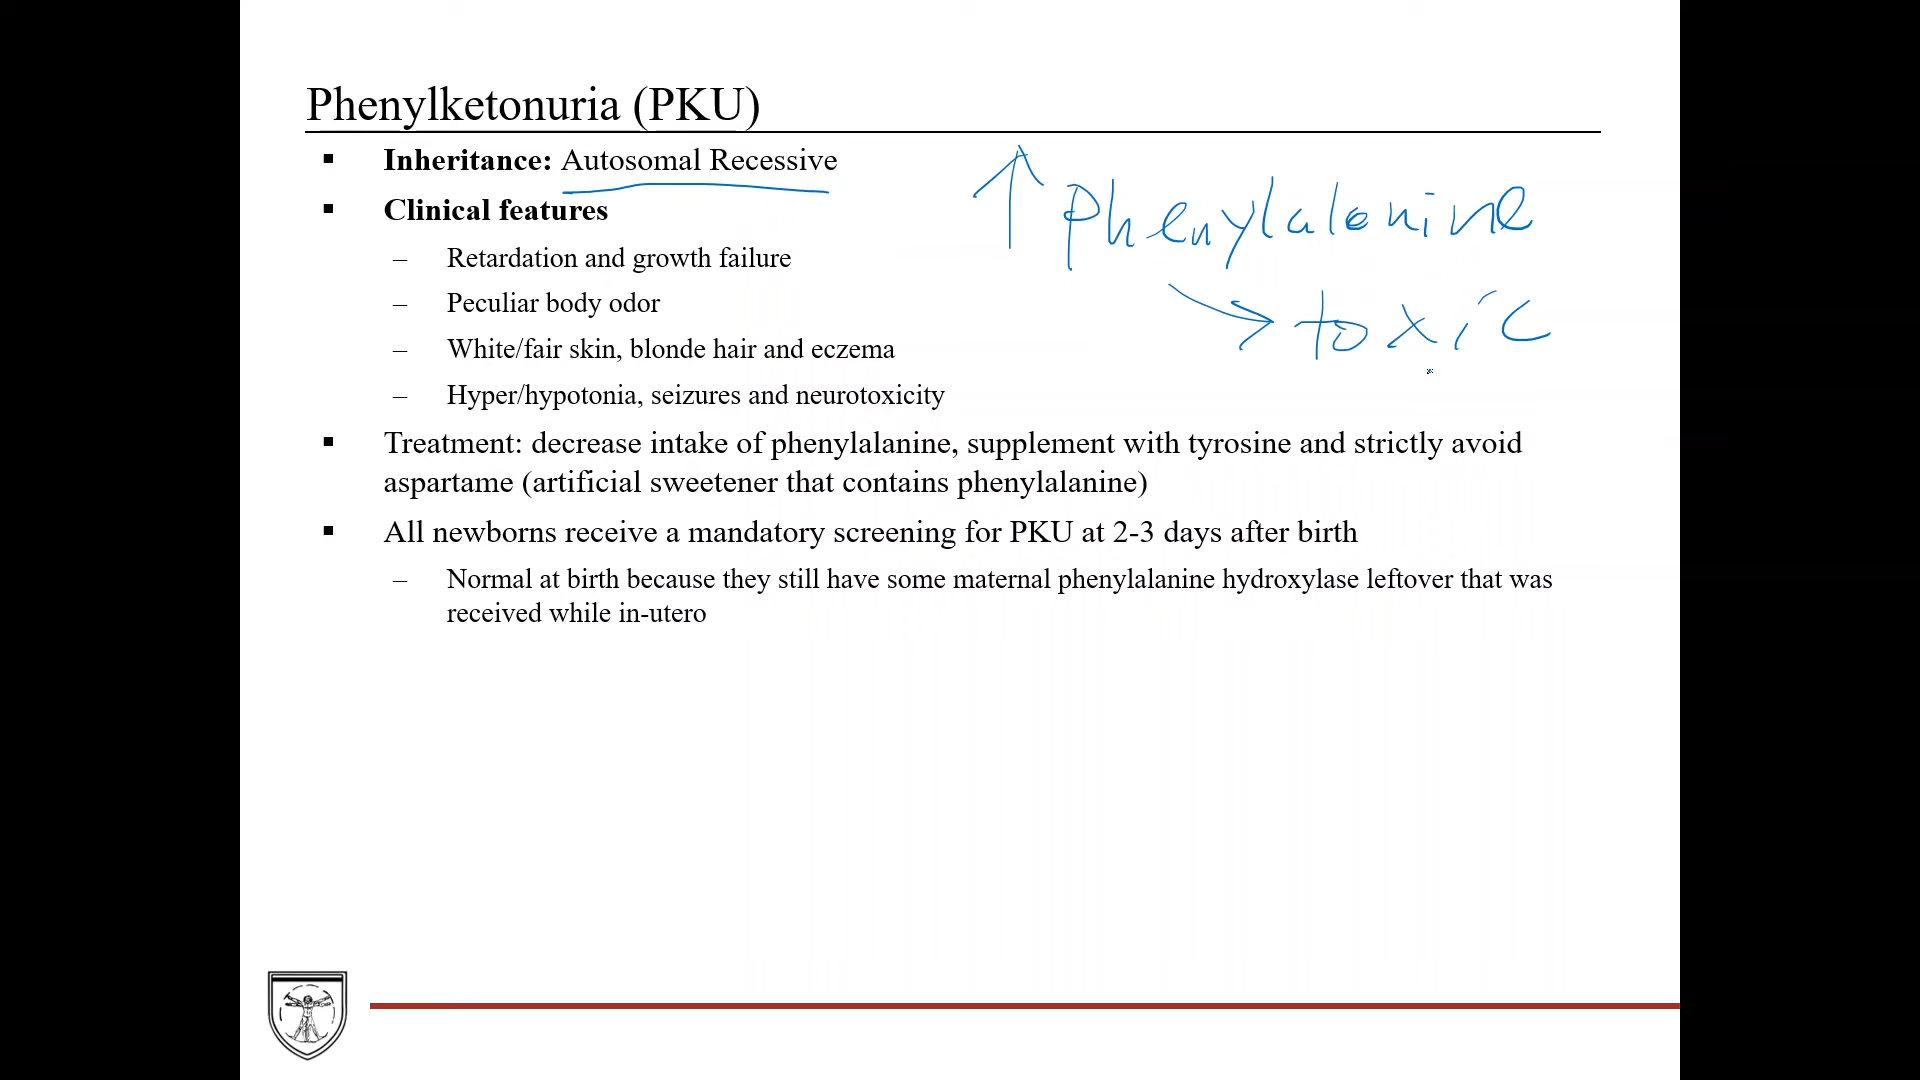 Phenylketonuria (PKU)
▪ Inheritance: Autosomal Recessive
▪ Clinical features
– Retardation and growth failure
– Peculiar body odor
– White/fair skin, blonde hair and eczema
– Hyper/hypotonia, seizures and neurotoxicity
▪ Treatment: decrease intake of phenylalanine, supplement with tyrosine and strictly avoid
aspartame (artificial sweetener that contains phenylalanine)
▪ All newborns receive a mandatory screening for PKU at 2-3 days after birth
– Normal at birth because they still have some maternal phenylalanine hydroxylase leftover that was
received while in-utero
↑ Phenylalanine
→ toxic